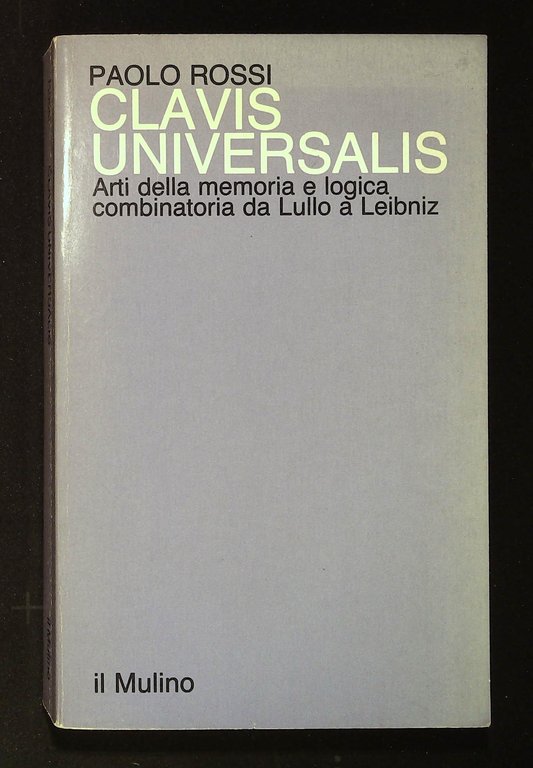 PAOLO ROSSI
CLAVIS
UNIVERSALIS
Arti della memoria e logica
combinatoria da Lullo a Leibniz
il Mulino